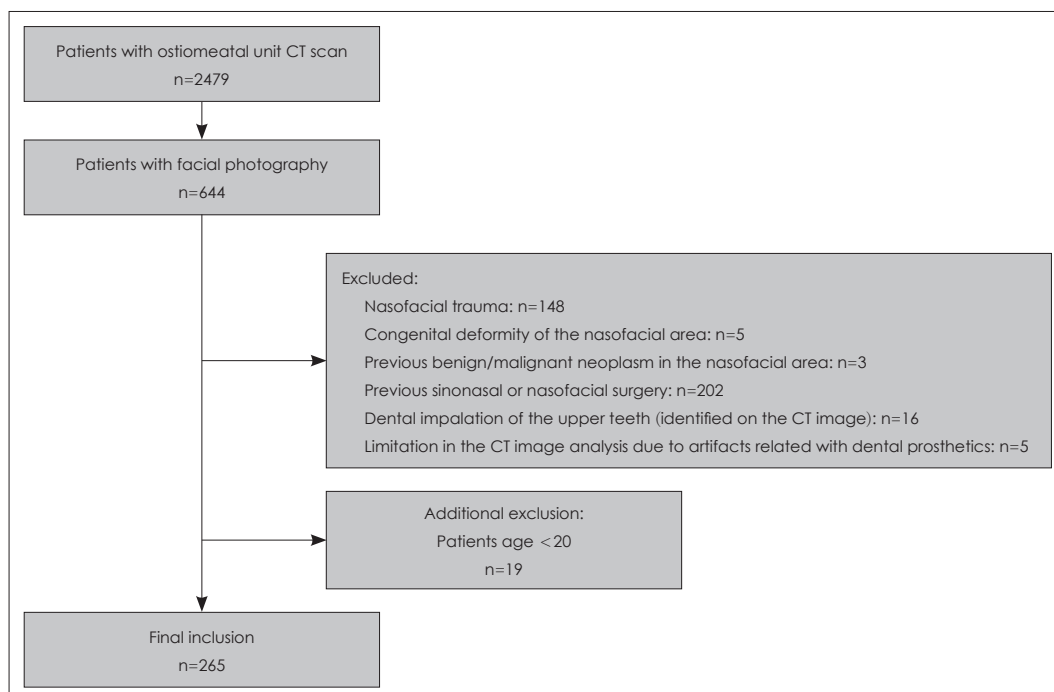 Patients with ostiomeatal unit CT scan
n=2479
Patients with facial photography
n=644
Excluded:
Nasofacial trauma: n=148
Congenital deformity of the nasofacial area: n=5
Previous benign/malignant neoplasm in the nasofacial area: n=3
Previous sinonasal or nasofacial surgery: n=202
Dental impalation of the upper teeth (identified on the CT image): n=16
Limitation in the CT image analysis due to artifacts related with dental prosthetics: n=5
Additional exclusion:
Patients age <20
n=19
Final inclusion
n=265